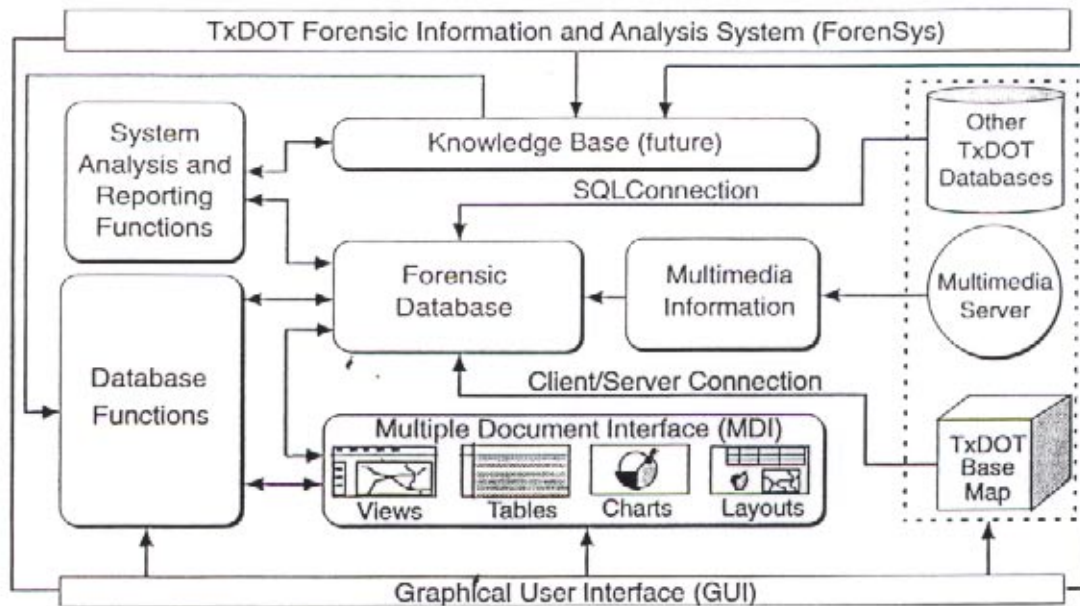 TxDOT Forensic Information and Analysis System (ForenSys)
System
Analysis and
Reporting
Functions
Knowledge Base (future)
Other
TxDOT
Databases
SQLConnection
Forensic
Database
Multimedia
Information
Multimedia
Server
Database
Functions
Client/Server Connection
Multiple Document Interface (MDI)
Views
Tables
Charts
Layouts
TxDOT
Base
Map
Graphical User Interface (GUI)